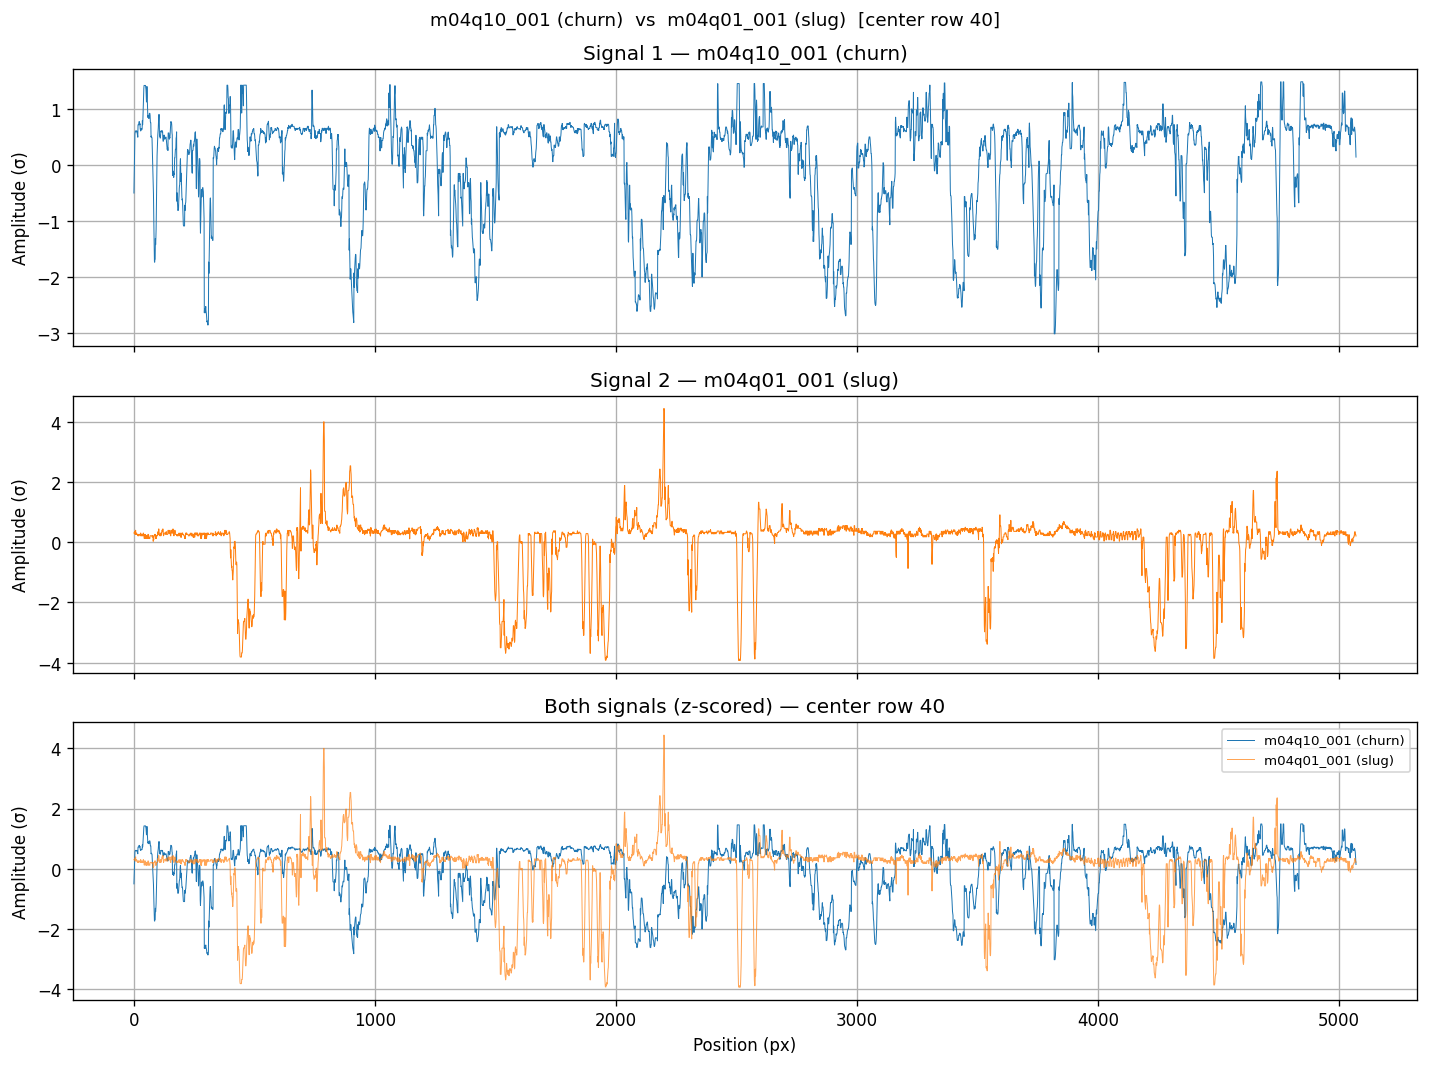 m04q10_001 (churn)  vs  m04q01_001 (slug)  [center row 40]
Signal 1 — m04q10_001 (churn)
Amplitude (σ)
1
0
−1
−2
−3
Signal 2 — m04q01_001 (slug)
Amplitude (σ)
4
2
0
−2
−4
Both signals (z-scored) — center row 40
Amplitude (σ)
4
2
0
−2
−4
m04q10_001 (churn)
m04q01_001 (slug)
0 1000 2000 3000 4000 5000
Position (px)